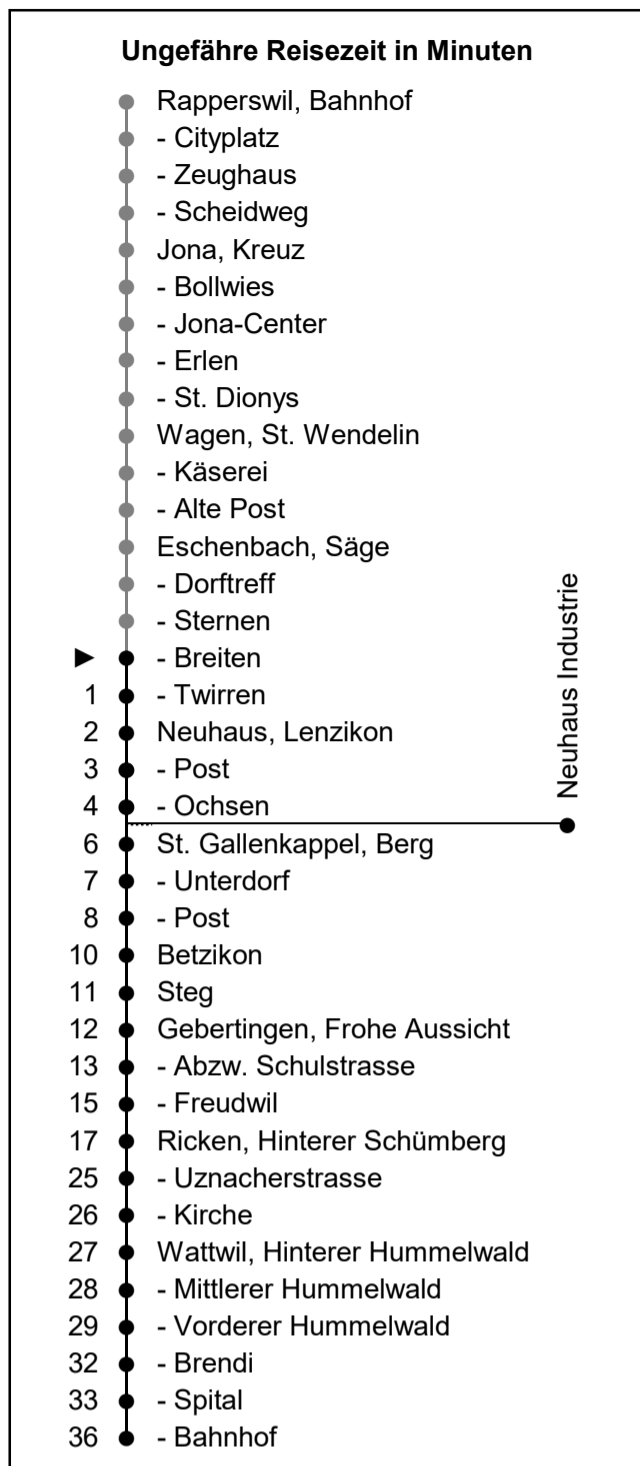 Ungefähre Reisezeit in Minuten
Rapperswil, Bahnhof
- Cityplatz
- Zeughaus
- Scheidweg
Jona, Kreuz
- Bollwies
- Jona-Center
- Erlen
- St. Dionys
Wagen, St. Wendelin
- Käserei
- Alte Post
Eschenbach, Säge
- Dorftreff
- Sternen
- Breiten
1 - Twirren
2 Neuhaus, Lenzikon
3 - Post
4 - Ochsen
Neuhaus Industrie
6 St. Gallenkappel, Berg
7 - Unterdorf
8 - Post
10 Betzikon
11 Steg
12 Gebertingen, Frohe Aussicht
13 - Abzw. Schulstrasse
15 - Freudwil
17 Ricken, Hinterer Schümberg
25 - Uznacherstrasse
26 - Kirche
27 Wattwil, Hinterer Hummelwald
28 - Mittlerer Hummelwald
29 - Vorderer Hummelwald
32 - Brendi
33 - Spital
36 - Bahnhof